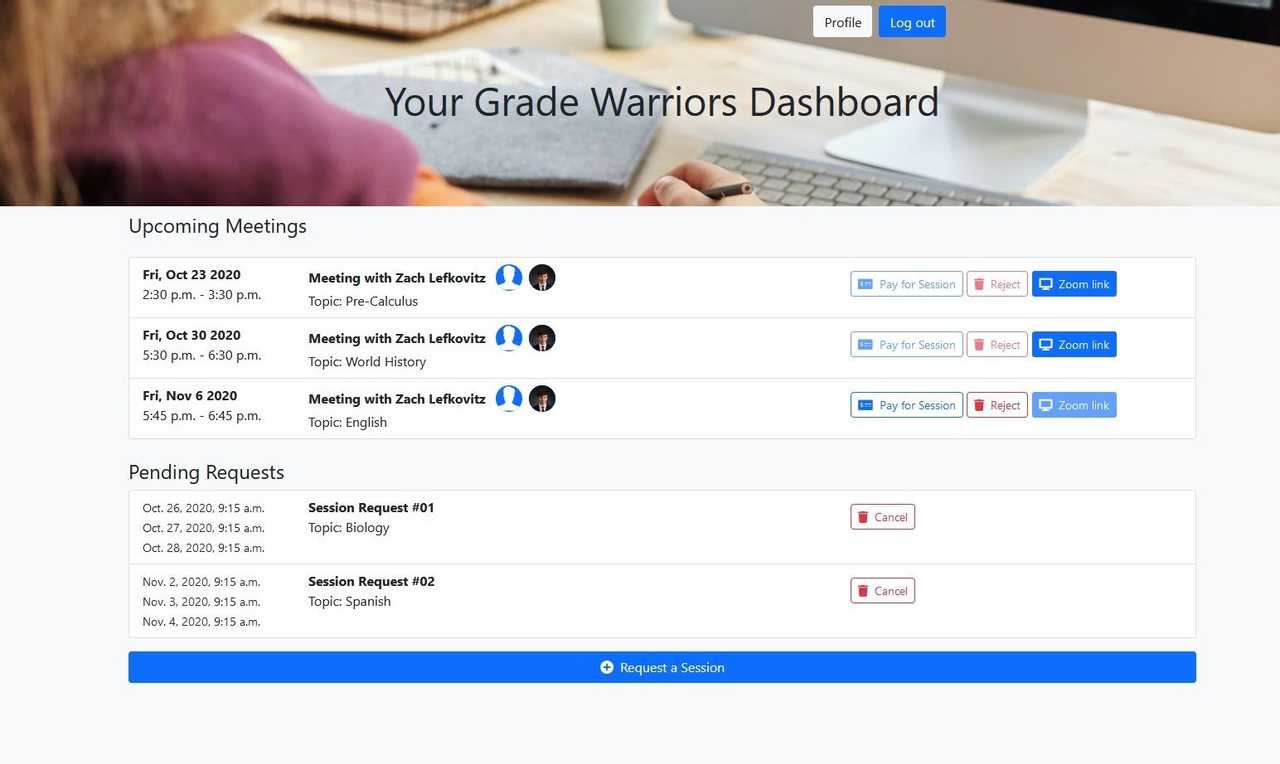 Profile Log out
Your Grade Warriors Dashboard
Upcoming Meetings
Fri, Oct 23 2020 Meeting with Zach Lefkovitz Pay for Session Reject Zoom link
2:30 p.m. - 3:30 p.m. Topic: Pre-Calculus
Fri, Oct 30 2020 Meeting with Zach Lefkovitz Pay for Session Reject Zoom link
5:30 p.m. - 6:30 p.m. Topic: World History
Fri, Nov 6 2020 Meeting with Zach Lefkovitz Pay for Session Reject Zoom link
5:45 p.m. - 6:45 p.m. Topic: English
Pending Requests
Oct. 26, 2020, 9:15 a.m. Session Request #01 Cancel
Oct. 27, 2020, 9:15 a.m. Topic: Biology
Oct. 28, 2020, 9:15 a.m.
Nov. 2, 2020, 9:15 a.m. Session Request #02 Cancel
Nov. 3, 2020, 9:15 a.m. Topic: Spanish
Nov. 4, 2020, 9:15 a.m.
Request a Session